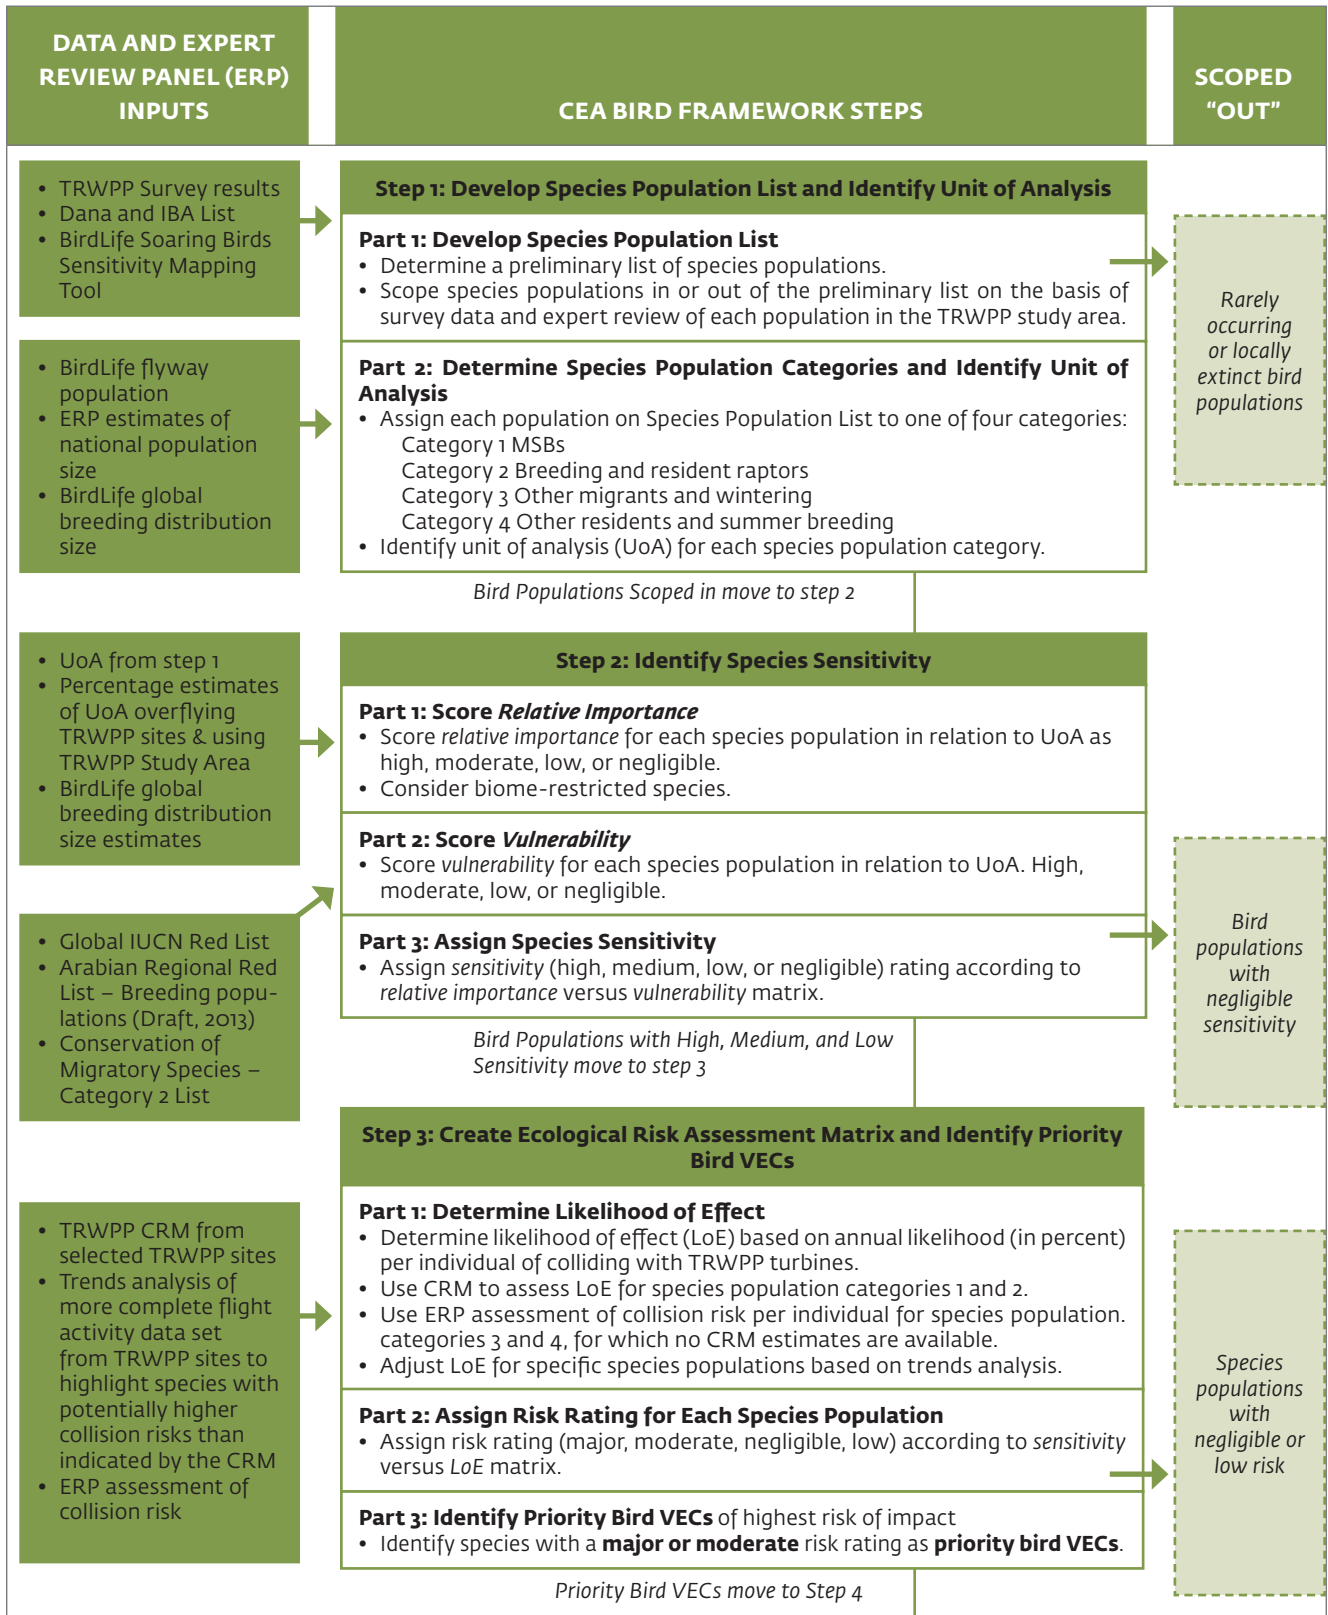 DATA AND EXPERT
REVIEW PANEL (ERP)
INPUTS
CEA BIRD FRAMEWORK STEPS
SCOPED
“OUT”
• TRWPP Survey results
• Dana and IBA List
• BirdLife Soaring Birds
Sensitivity Mapping
Tool
Step 1: Develop Species Population List and Identify Unit of Analysis
Part 1: Develop Species Population List
• Determine a preliminary list of species populations.
• Scope species populations in or out of the preliminary list on the basis of
survey data and expert review of each population in the TRWPP study area.
Rarely
occurring
or locally
extinct bird
populations
• BirdLife flyway
population
• ERP estimates of
national population
size
• BirdLife global
breeding distribution
size
Part 2: Determine Species Population Categories and Identify Unit of
Analysis
• Assign each population on Species Population List to one of four categories:
Category 1 MSBs
Category 2 Breeding and resident raptors
Category 3 Other migrants and wintering
Category 4 Other residents and summer breeding
• Identify unit of analysis (UoA) for each species population category.
Bird Populations Scoped in move to step 2
• UoA from step 1
• Percentage estimates
of UoA overflying
TRWPP sites & using
TRWPP Study Area
• BirdLife global
breeding distribution
size estimates
Step 2: Identify Species Sensitivity
Part 1: Score Relative Importance
• Score relative importance for each species population in relation to UoA as
high, moderate, low, or negligible.
• Consider biome-restricted species.
Part 2: Score Vulnerability
• Score vulnerability for each species population in relation to UoA. High,
moderate, low, or negligible.
• Global IUCN Red List
• Arabian Regional Red
List – Breeding popu-
lations (Draft, 2013)
• Conservation of
Migratory Species –
Category 2 List
Part 3: Assign Species Sensitivity
• Assign sensitivity (high, medium, low, or negligible) rating according to
relative importance versus vulnerability matrix.
Bird
populations
with
negligible
sensitivity
Bird Populations with High, Medium, and Low
Sensitivity move to step 3
Step 3: Create Ecological Risk Assessment Matrix and Identify Priority
Bird VECs
• TRWPP CRM from
selected TRWPP sites
• Trends analysis of
more complete flight
activity data set
from TRWPP sites to
highlight species with
potentially higher
collision risks than
indicated by the CRM
• ERP assessment of
collision risk
Part 1: Determine Likelihood of Effect
• Determine likelihood of effect (LoE) based on annual likelihood (in percent)
per individual of colliding with TRWPP turbines.
• Use CRM to assess LoE for species population categories 1 and 2.
• Use ERP assessment of collision risk per individual for species population.
categories 3 and 4, for which no CRM estimates are available.
• Adjust LoE for specific species populations based on trends analysis.
Part 2: Assign Risk Rating for Each Species Population
• Assign risk rating (major, moderate, negligible, low) according to sensitivity
versus LoE matrix.
Species
populations
with
negligible or
low risk
Part 3: Identify Priority Bird VECs of highest risk of impact
• Identify species with a major or moderate risk rating as priority bird VECs.
Priority Bird VECs move to Step 4